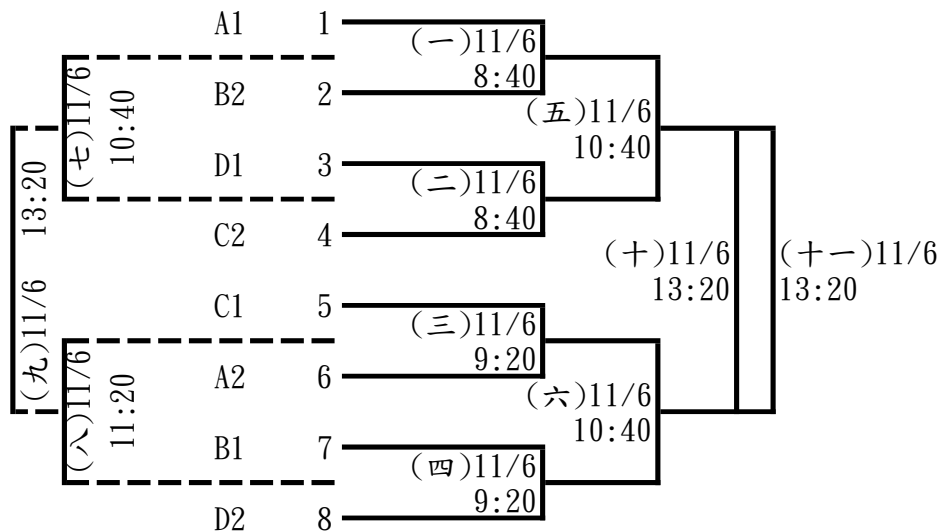 A1 1
(一)11/6
8:40
B2 2
(五)11/6
10:40
D1 3
(二)11/6
8:40
C2 4
(七)11/6
10:40
(九)11/6 13:20
(十)11/6
13:20
(十一)11/6
13:20
C1 5
(三)11/6
9:20
A2 6
(六)11/6
10:40
B1 7
(四)11/6
9:20
D2 8
(八)11/6
11:20